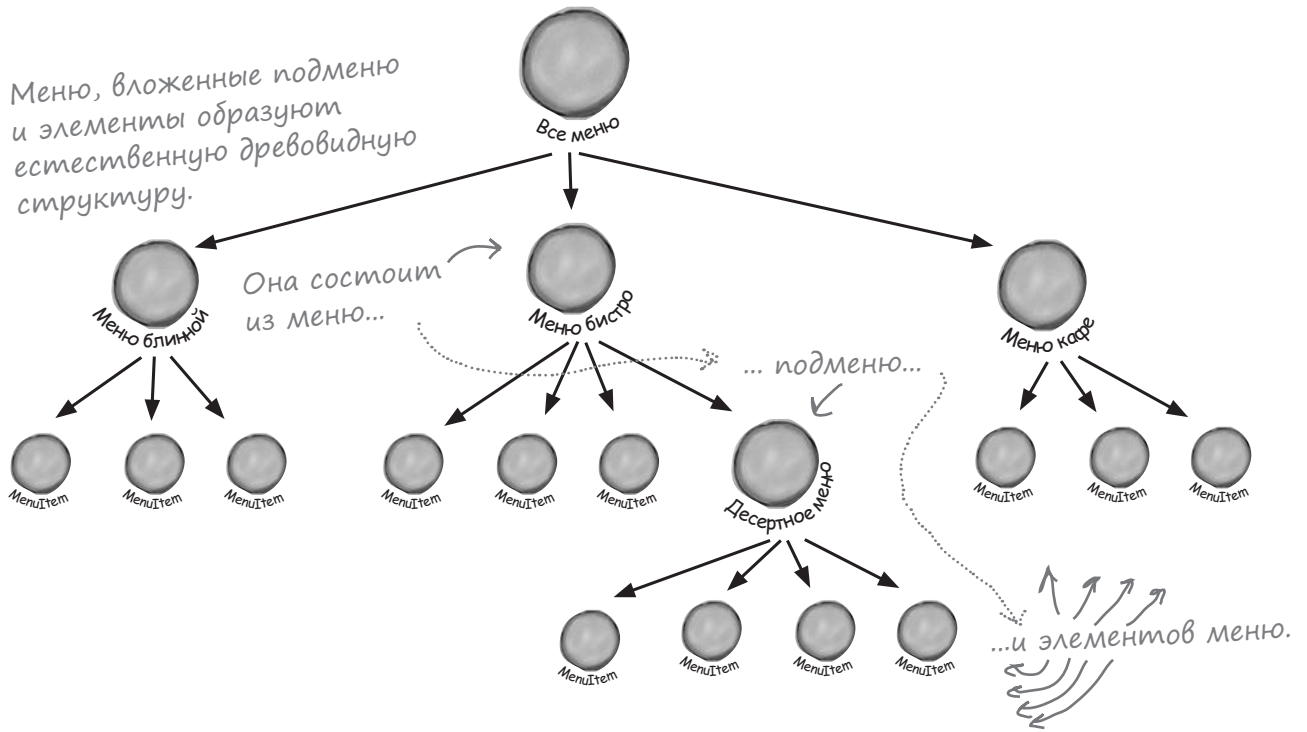 Меню, вложенные подменю
и элементы образуют
естественную древовидную
структуру.
Все меню
Она состоит
из меню...
Меню блинной
Меню бистро
Меню кафе
... подменю...
MenuItem
MenuItem
MenuItem
MenuItem
MenuItem
MenuItem
Десертное меню
MenuItem
MenuItem
MenuItem
...и элементов меню.
MenuItem
MenuItem
MenuItem
MenuItem